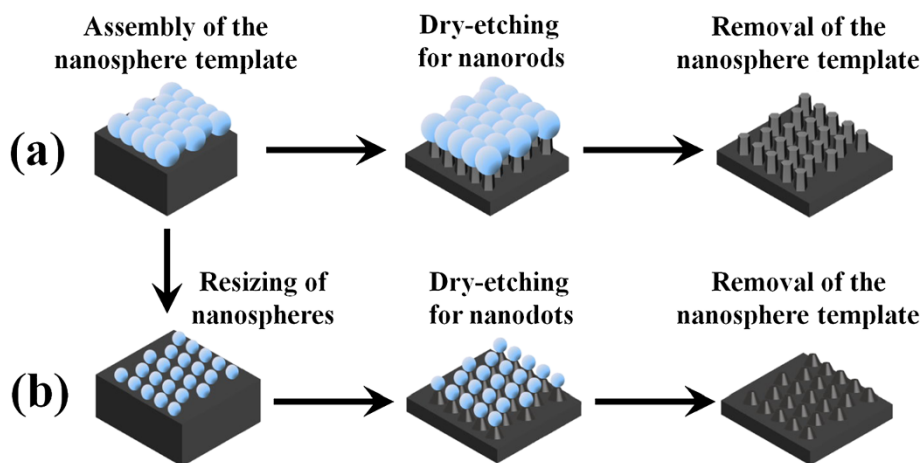 Assembly of the
nanosphere template
Dry-etching
for nanorods
Removal of the
nanosphere template
(a)
Resizing of
nanospheres
Dry-etching
for nanodots
Removal of the
nanosphere template
(b)